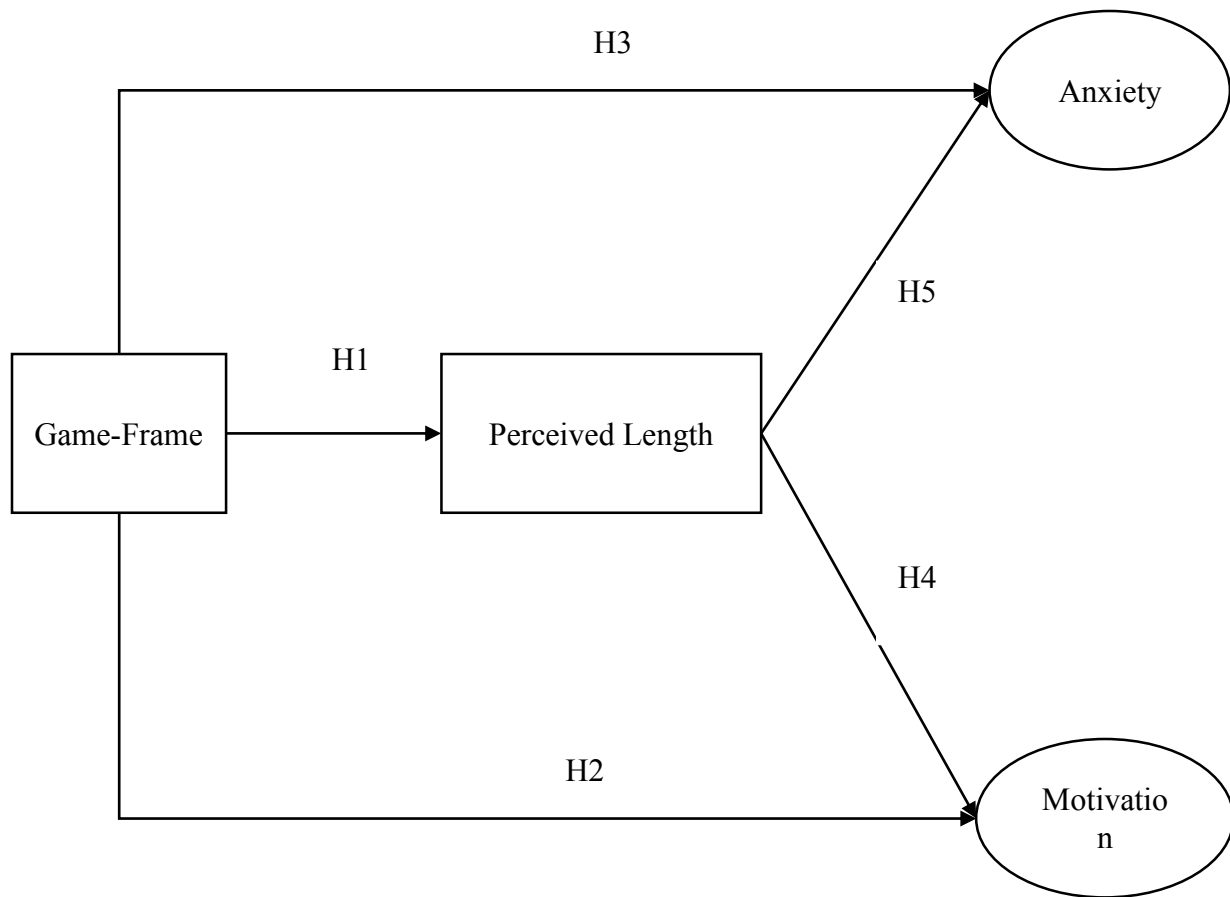 H3
Anxiety
H5
H1
Game-Frame
Perceived Length
H4
H2
Motivatio
n